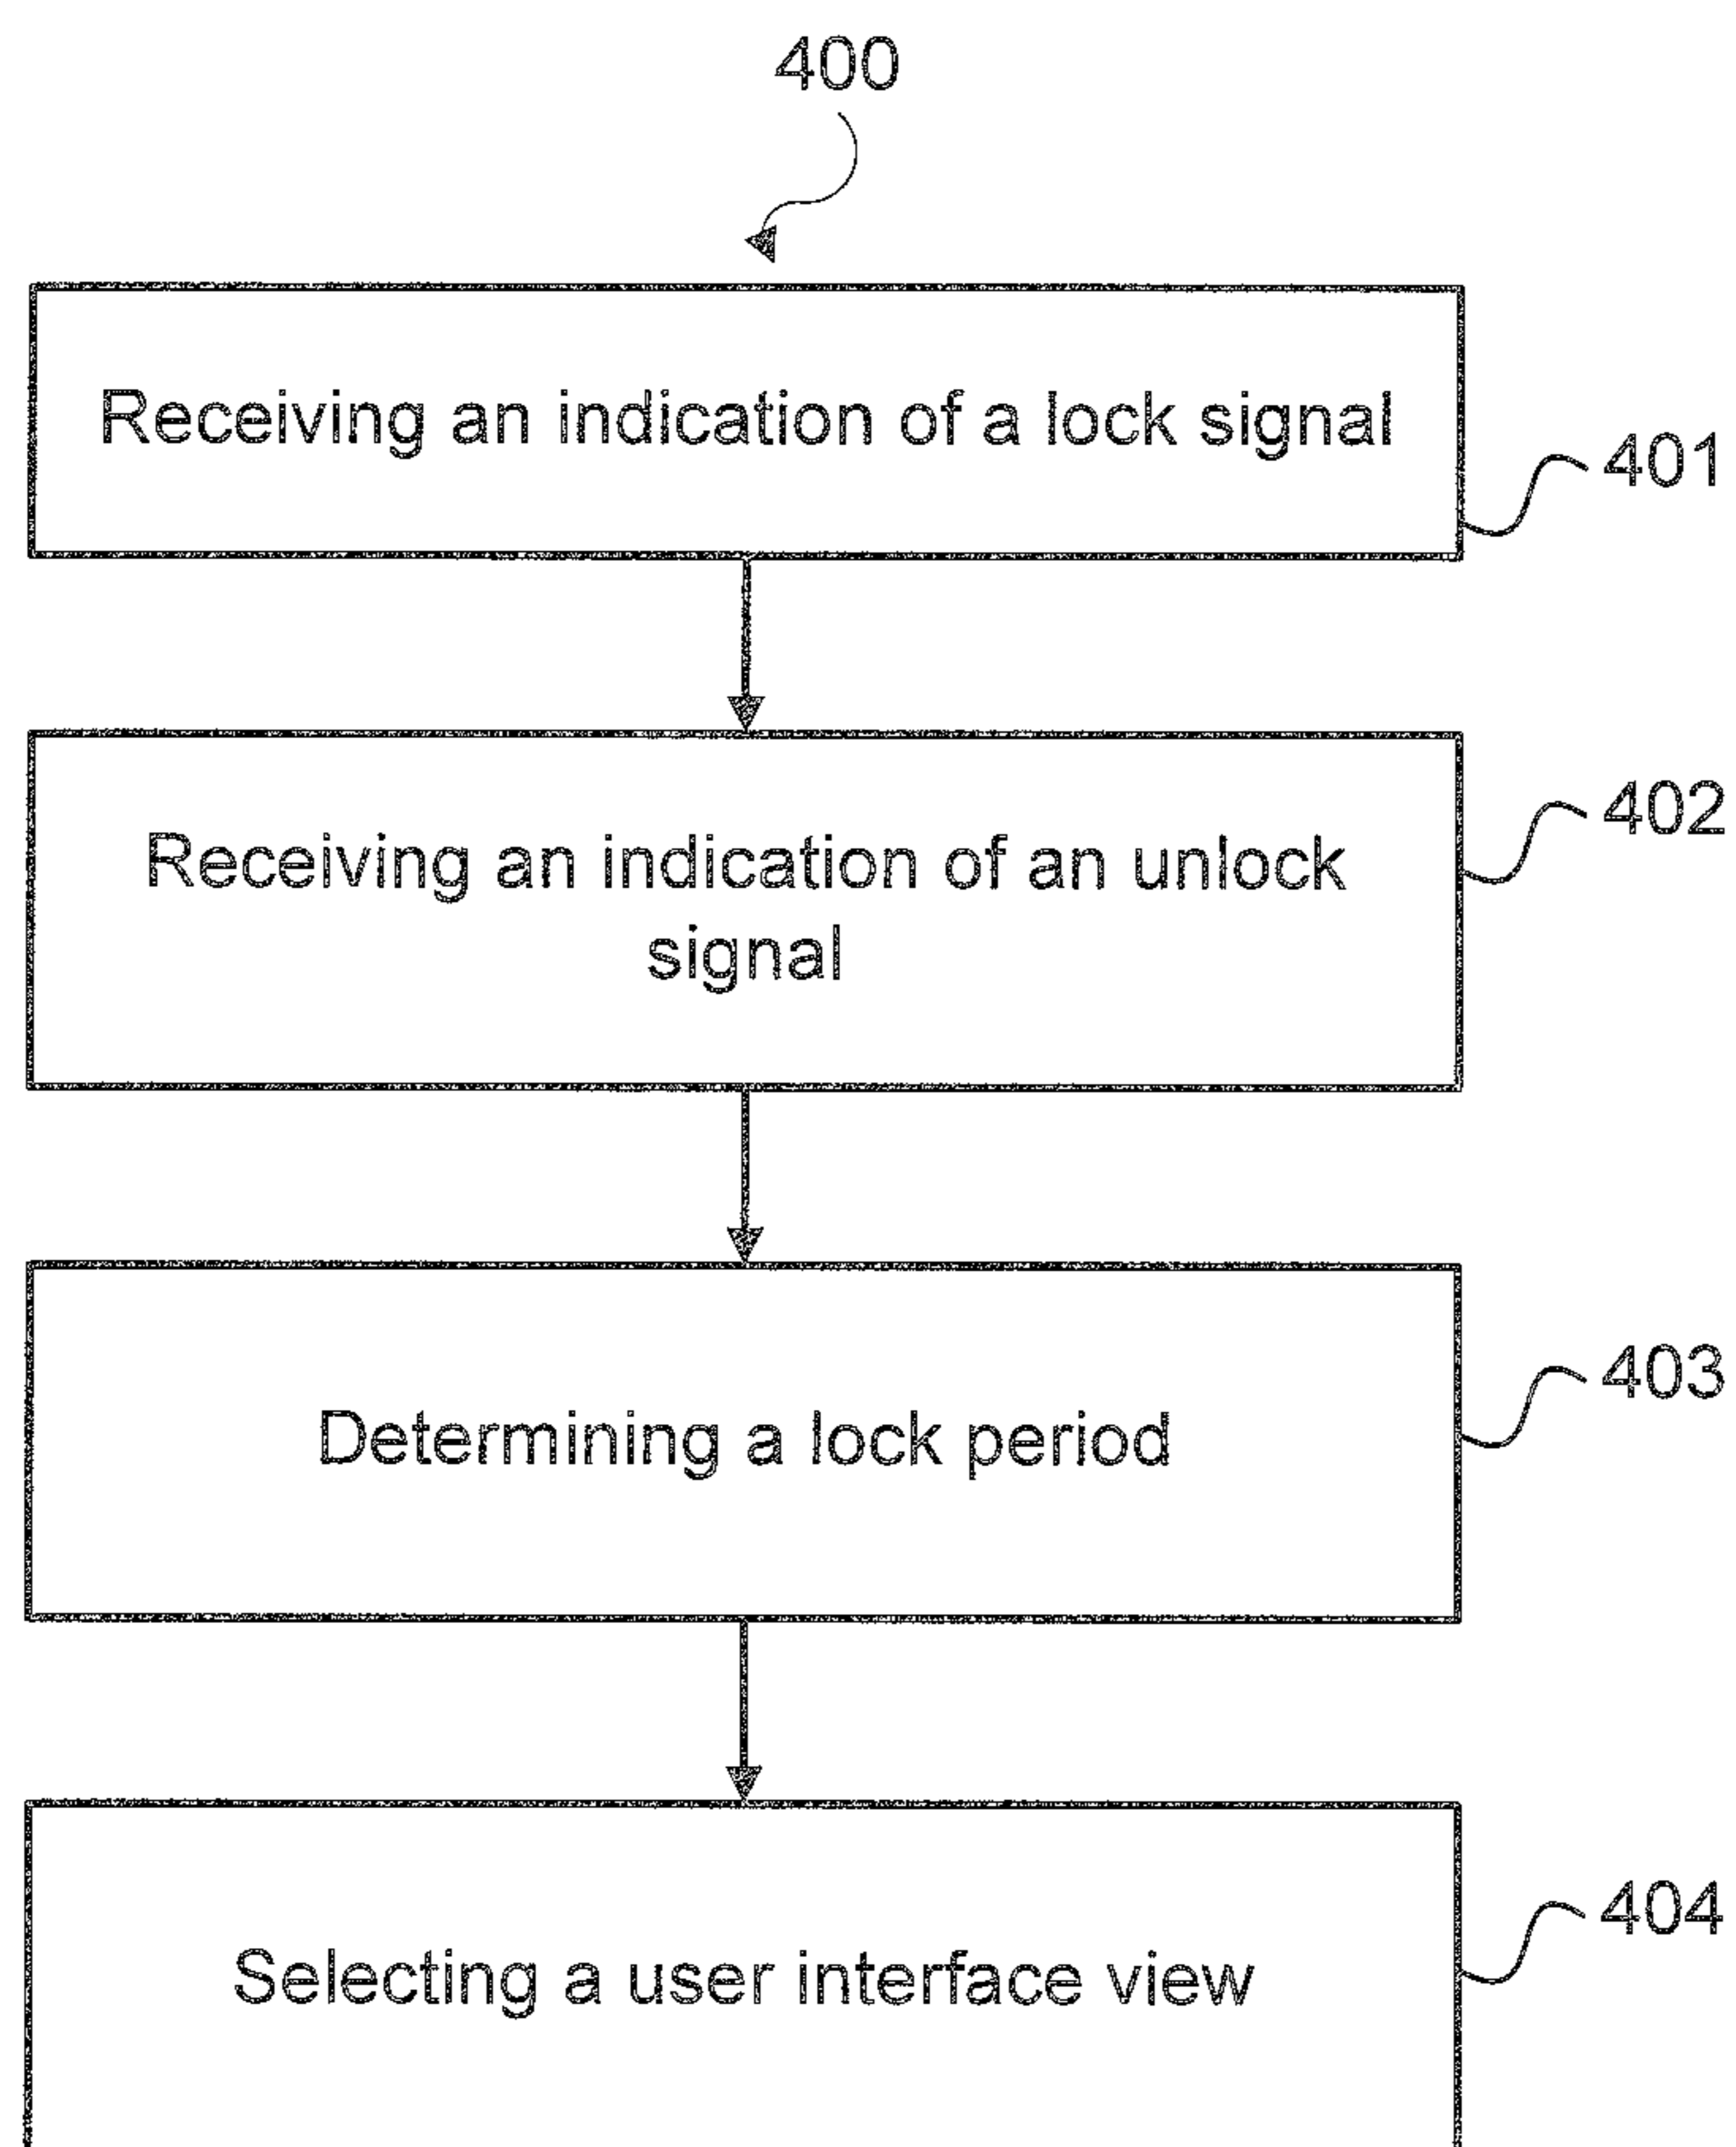 400
Receiving an indication of a lock signal
401
Receiving an indication of an unlock
signal
402
Determining a lock period
403
Selecting a user interface view
404